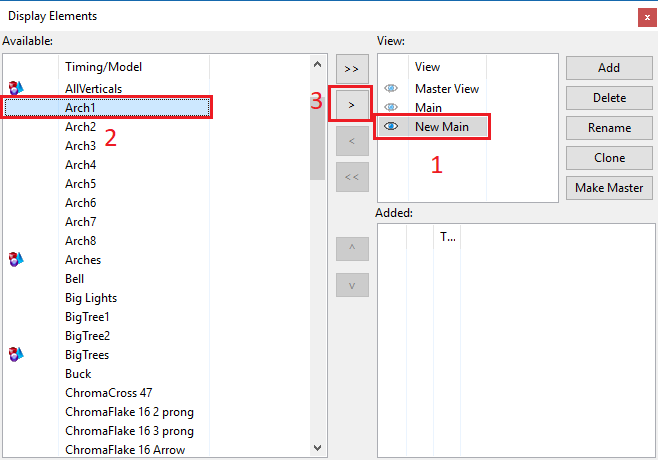 Display Elements
x
Available:
Timing/Model
AllVerticals
Arch1
Arch2
2
Arch3
Arch4
Arch5
Arch6
Arch7
Arch8
Arches
Bell
Big Lights
BigTree1
BigTree2
BigTrees
Buck
ChromaCross 47
ChromaFlake 16 2 prong
ChromaFlake 16 3 prong
ChromaFlake 16 Arrow
>>
3
>
<
<<
^
v
View:
View
Master View
Main
New Main
1
Add
Delete
Rename
Clone
Make Master
Added:
T...